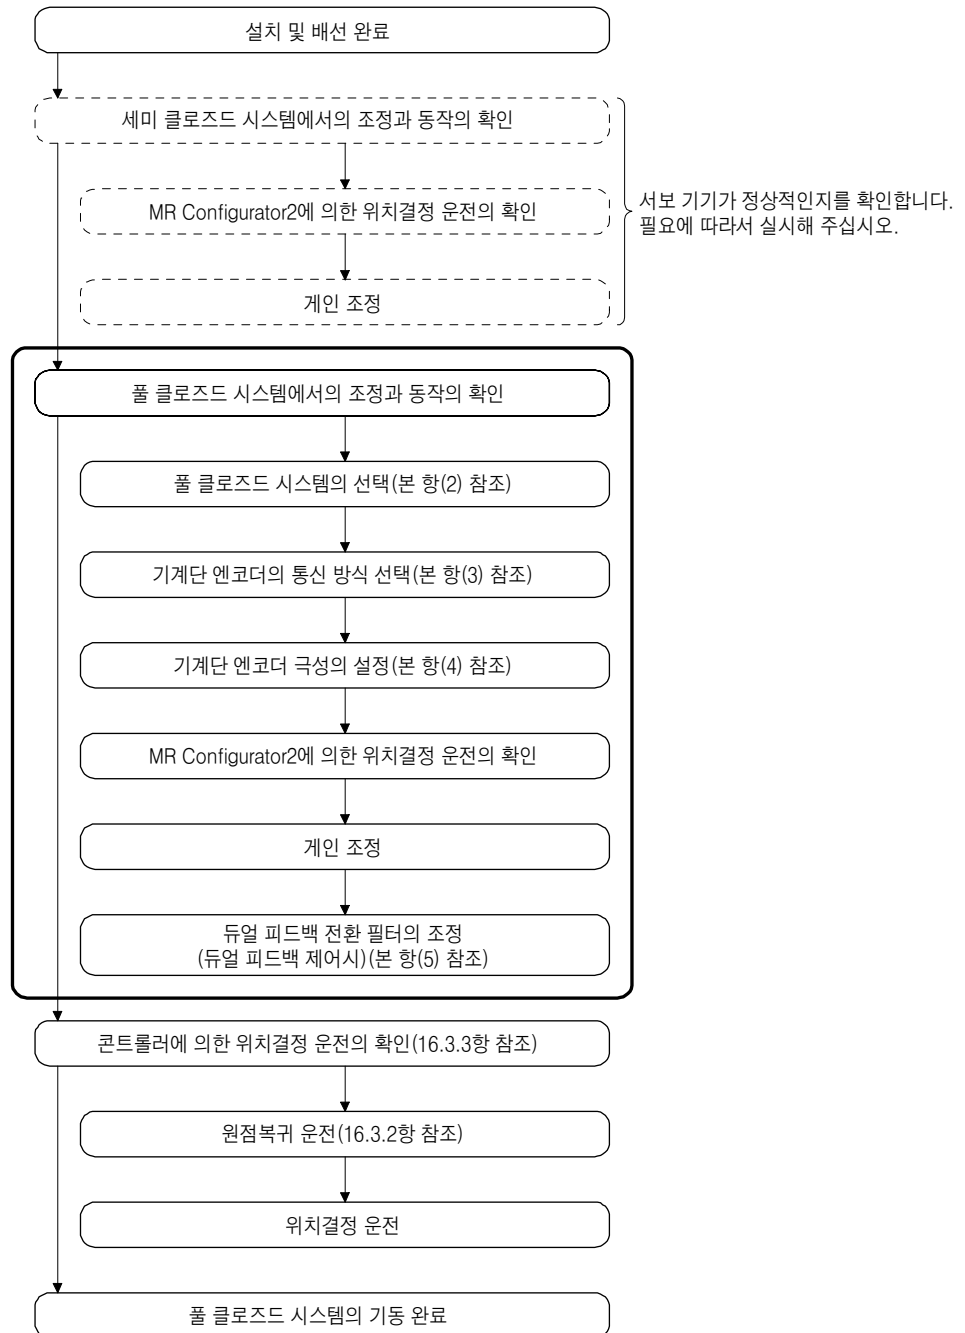 설치 및 배선 완료
세미 클로즈드 시스템에서의 조정과 동작의 확인
MR Configurator2에 의한 위치결정 운전의 확인
게인 조정
서보 기기가 정상적인지를 확인합니다.
필요에 따라서 실시해 주십시오.
풀 클로즈드 시스템에서의 조정과 동작의 확인
풀 클로즈드 시스템의 선택(본 항(2) 참조)
기계단 엔코더의 통신 방식 선택(본 항(3) 참조)
기계단 엔코더 극성의 설정(본 항(4) 참조)
MR Configurator2에 의한 위치결정 운전의 확인
게인 조정
듀얼 피드백 전환 필터의 조정
(듀얼 피드백 제어시)(본 항(5) 참조)
콘트롤러에 의한 위치결정 운전의 확인(16.3.3항 참조)
원점복귀 운전(16.3.2항 참조)
위치결정 운전
풀 클로즈드 시스템의 기동 완료